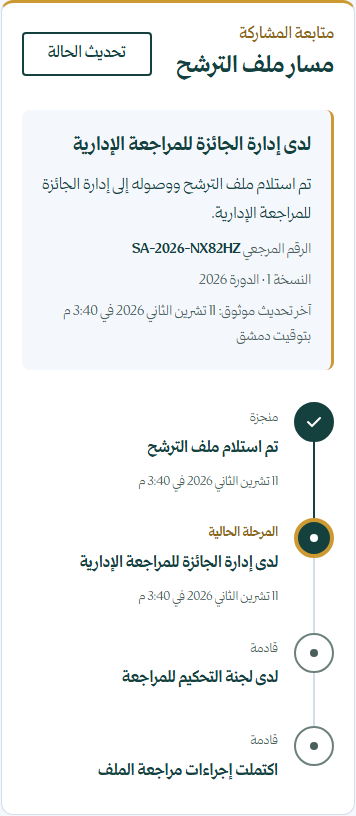 متابعة المشاركة
مسار ملف الترشح
تحديث الحالة
لدى إدارة الجائزة للمراجعة الإدارية
تم استلام ملف الترشح ووصوله إلى إدارة الجائزة
للمراجعة الإدارية.
الرقم المرجعي SA-2026-NX82HZ
النسخة 1 · الدورة 2026
آخر تحديث موثوق: 11 تشرين الثاني 2026 في 3:40 م
بتوقيت دمشق
منجزة
تم استلام ملف الترشح
11 تشرين الثاني 2026 في 3:40 م
المرحلة الحالية
لدى إدارة الجائزة للمراجعة الإدارية
11 تشرين الثاني 2026 في 3:40 م
قادمة
لدى لجنة التحكيم للمراجعة
قادمة
اكتملت إجراءات مراجعة الملف